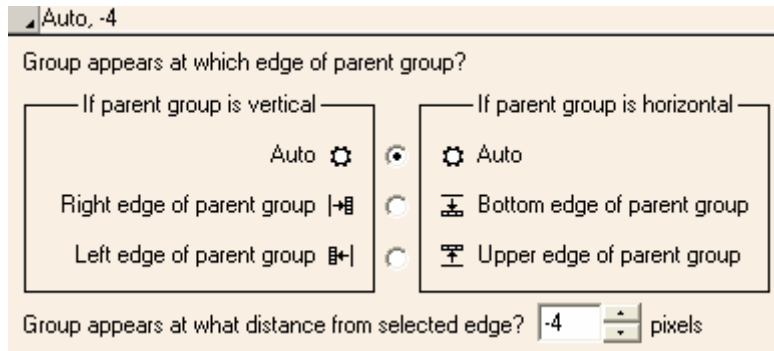 Auto, -4
Group appears at which edge of parent group?
If parent group is vertical If parent group is horizontal
Auto Auto
Right edge of parent group Bottom edge of parent group
Left edge of parent group Upper edge of parent group
Group appears at what distance from selected edge? -4 pixels